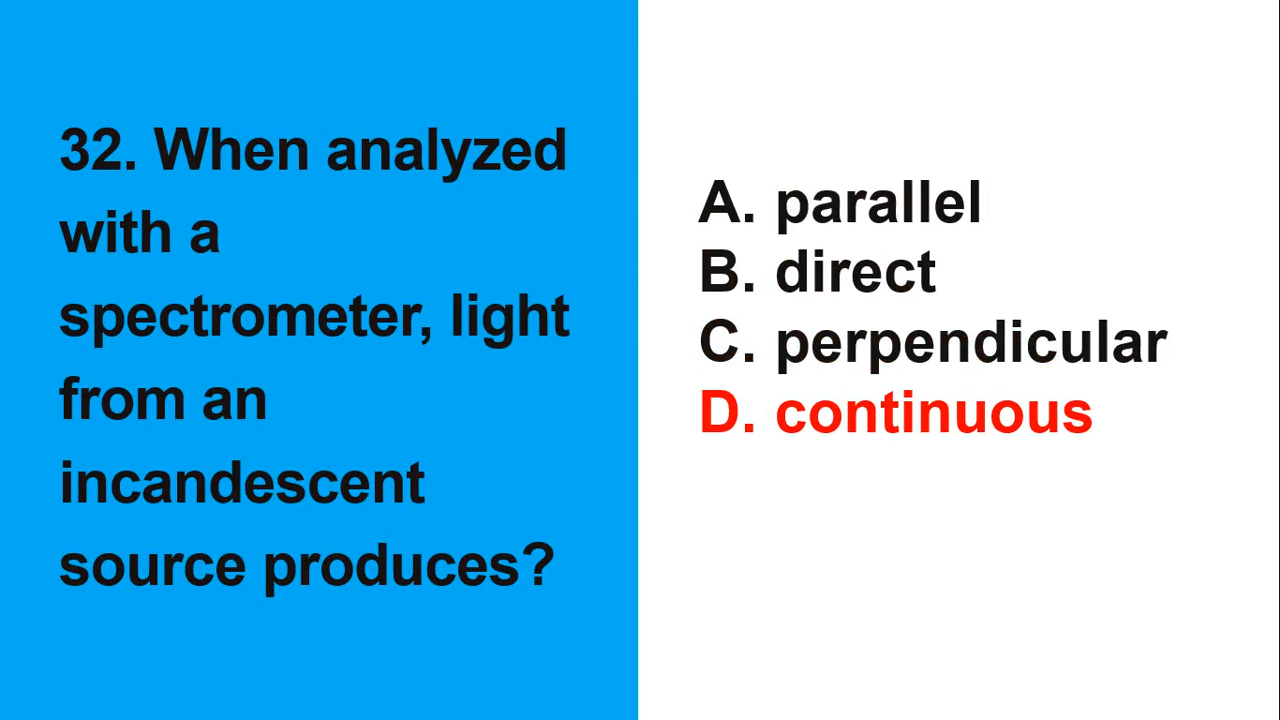 32. When analyzed
with a
spectrometer, light
from an
incandescent
source produces?
A. parallel
B. direct
C. perpendicular
D. continuous